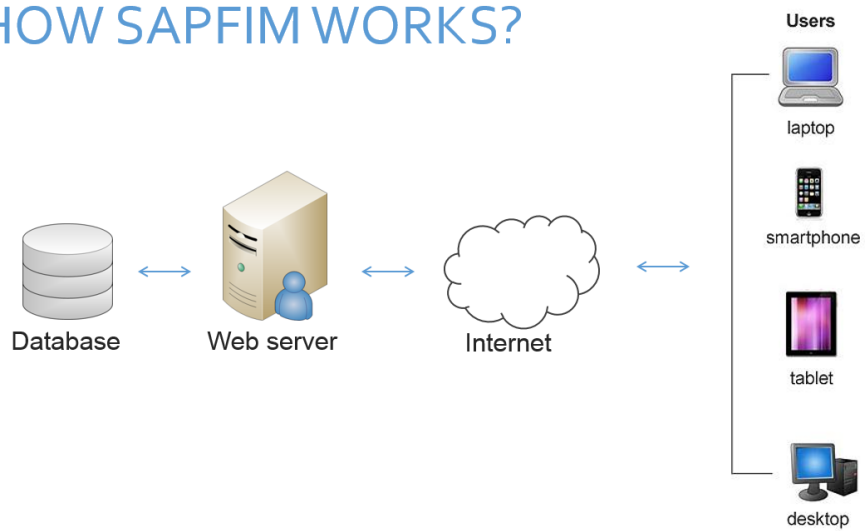 HOW SAPFIM WORKS?
Users
laptop
smartphone
Database
Web server
Internet
tablet
desktop